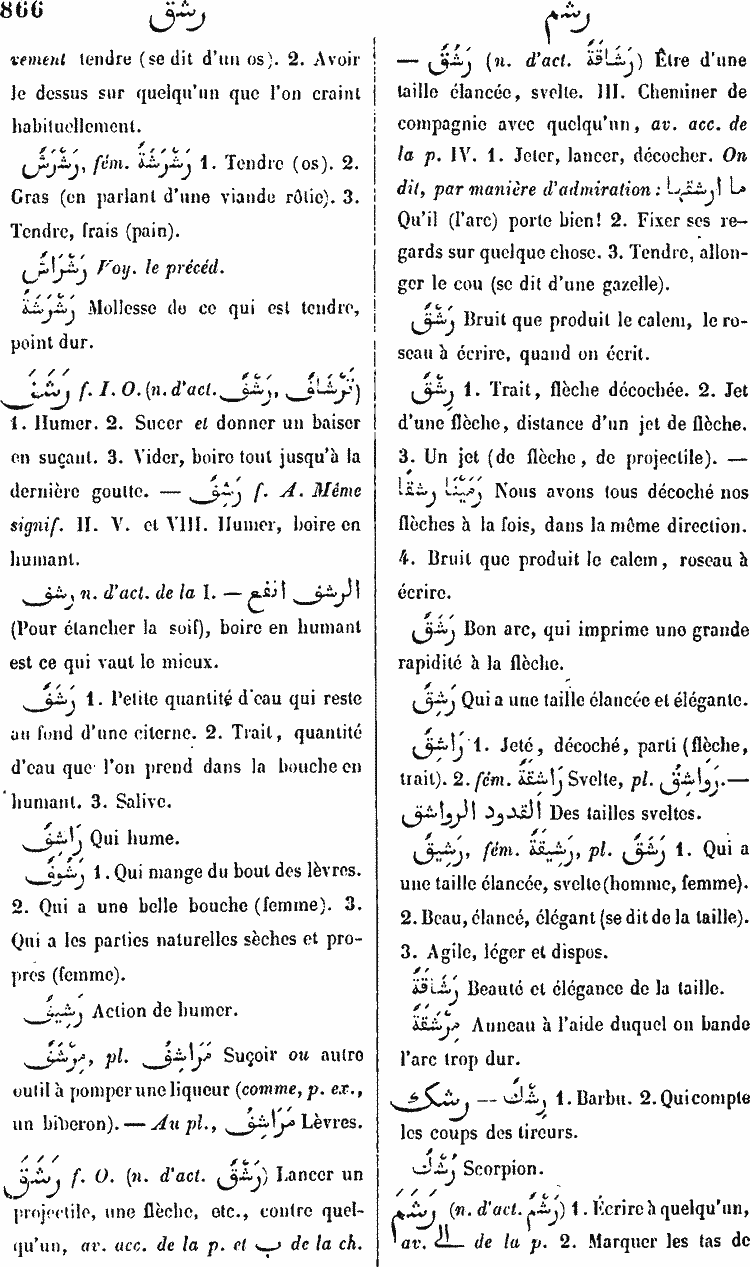 866 رشق رشم
vement tendre (se dit d'un os). 2. Avoir
le dessus sur quelqu'un que l'on craint
habituellement.
رَشْرَشٌ, fém. رَشْرَشَةٌ 1. Tendre (os). 2.
Gras (en parlant d'une viande rôtie). 3.
Tendre, frais (pain).
رَشْرَاشٌ Voy. le précéd.
رَشْرَشَةٌ Mollesse de ce qui est tendre,
point dur.
رَشَفَ f. I. O. (n. d'act. رَشْفٌ, تَرْشَافٌ)
1. Humer. 2. Sucer et donner un baiser
en suçant. 3. Vider, boire tout jusqu'à la
dernière goutte. — رَشِفَ f. A. Même
signif. II. V. et VIII. Humer, boire en
humant.
رشف n. d'act. de la I. — الرشف انقع
(Pour étancher la soif), boire en humant
est ce qui vaut le mieux.
رَشَفٌ 1. Petite quantité d'eau qui reste
au fond d'une citerne. 2. Trait, quantité
d'eau que l'on prend dans la bouche en
humant. 3. Salive.
رَاشِفٌ Qui hume.
رَشُوفٌ 1. Qui mange du bout des lèvres.
2. Qui a une belle bouche (femme). 3.
Qui a les parties naturelles sèches et pro-
pres (femme).
رَشِيفٌ Action de humer.
مِرْشَفٌ, pl. مَرَاشِفُ Suçoir ou autre
outil à pomper une liqueur (comme, p. ex.,
un biberon). — Au pl., مَرَاشِفُ Lèvres.
رَشَقَ f. O. (n. d'act. رَشْقٌ) Lancer un
projectile, une flèche, etc., contre quel-
qu'un, av. acc. de la p. et ب de la ch.
— رَشُقَ (n. d'act. رَشَاقَةٌ) Être d'une
taille élancée, svelte. III. Cheminer de
compagnie avec quelqu'un, av. acc. de
la p. IV. 1. Jeter, lancer, décocher. On
dit, par manière d'admiration : ما ارشقها
Qu'il (l'arc) porte bien! 2. Fixer ses re-
gards sur quelque chose. 3. Tendre, allon-
ger le cou (se dit d'une gazelle).
رَشْقٌ Bruit que produit le calem, le ro-
seau à écrire, quand on écrit.
رِشْقٌ 1. Trait, flèche décochée. 2. Jet
d'une flèche, distance d'un jet de flèche.
3. Un jet (de flèche, de projectile). —
رَمَيْنَا رِشْقًا Nous avons tous décoché nos
flèches à la fois, dans la même direction.
4. Bruit que produit le calem, roseau à
écrire.
رَشَقٌ Bon arc, qui imprime une grande
rapidité à la flèche.
رَشِقٌ Qui a une taille élancée et élégante.
رَاشِقٌ 1. Jeté, décoché, parti (flèche,
trait). 2. fém. رَاشِقَةٌ Svelte, pl. رَوَاشِقُ. —
القدود الرواشق Des tailles sveltes.
رَشِيقٌ, fém. رَشِيقَةٌ, pl. رَشَقٌ 1. Qui a
une taille élancée, svelte (homme, femme).
2. Beau, élancé, élégant (se dit de la taille).
3. Agile, léger et dispos.
رَشَاقَةٌ Beauté et élégance de la taille.
مِرْشَقَةٌ Anneau à l'aide duquel on bande
l'arc trop dur.
رشك — رِشْكٌ 1. Barbu. 2. Qui compte
les coups des tireurs.
رُشْكٌ Scorpion.
رَشَمَ (n. d'act. رَشْمٌ) 1. Écrire à quelqu'un,
av. الى de la p. 2. Marquer les tas de